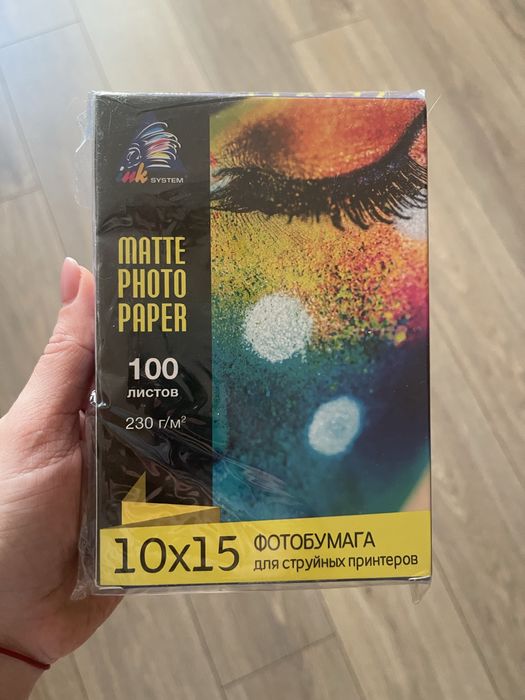 ink SYSTEM
MATTE
PHOTO
PAPER
100
листов
230 г/м²
10x15
ФОТОБУМАГА
для струйных принтеров